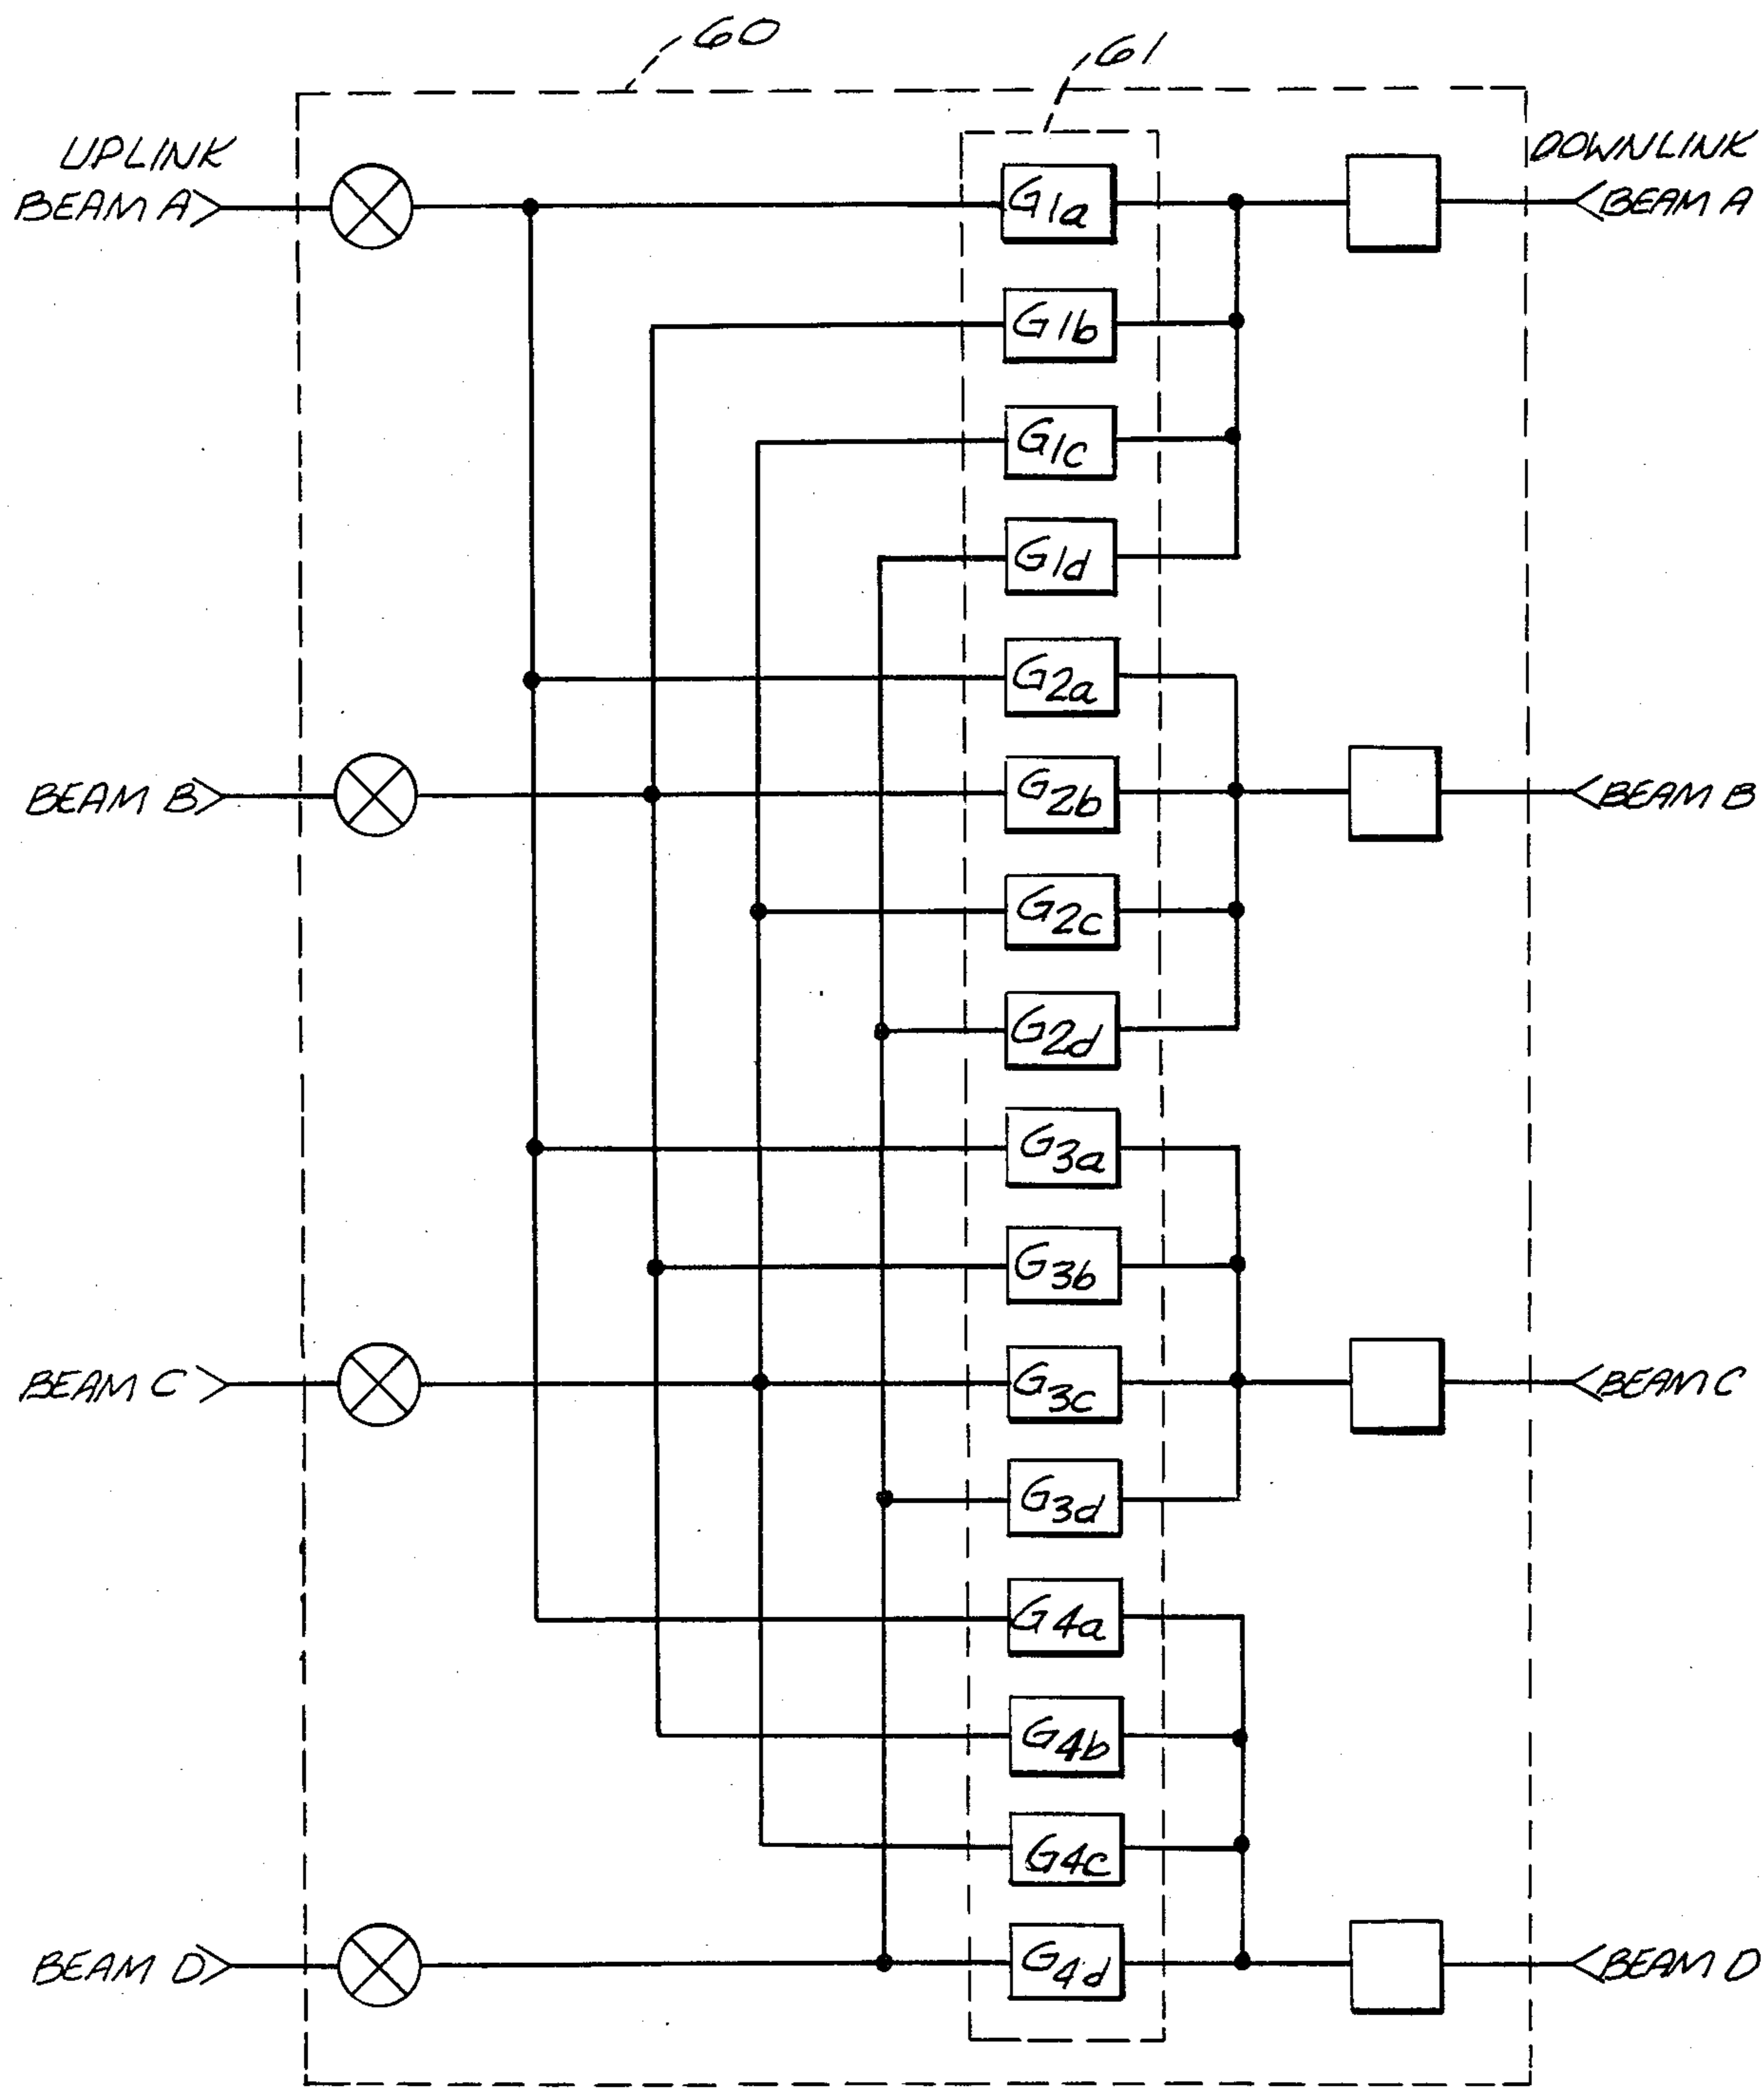 60
61
UPLINK
BEAM A
DOWNLINK
BEAM A
G1a
G1b
G1c
G1d
G2a
BEAM B
G2b
BEAM B
G2c
G2d
G3a
G3b
BEAM C
G3c
BEAM C
G3d
G4a
G4b
G4c
BEAM D
G4d
BEAM D